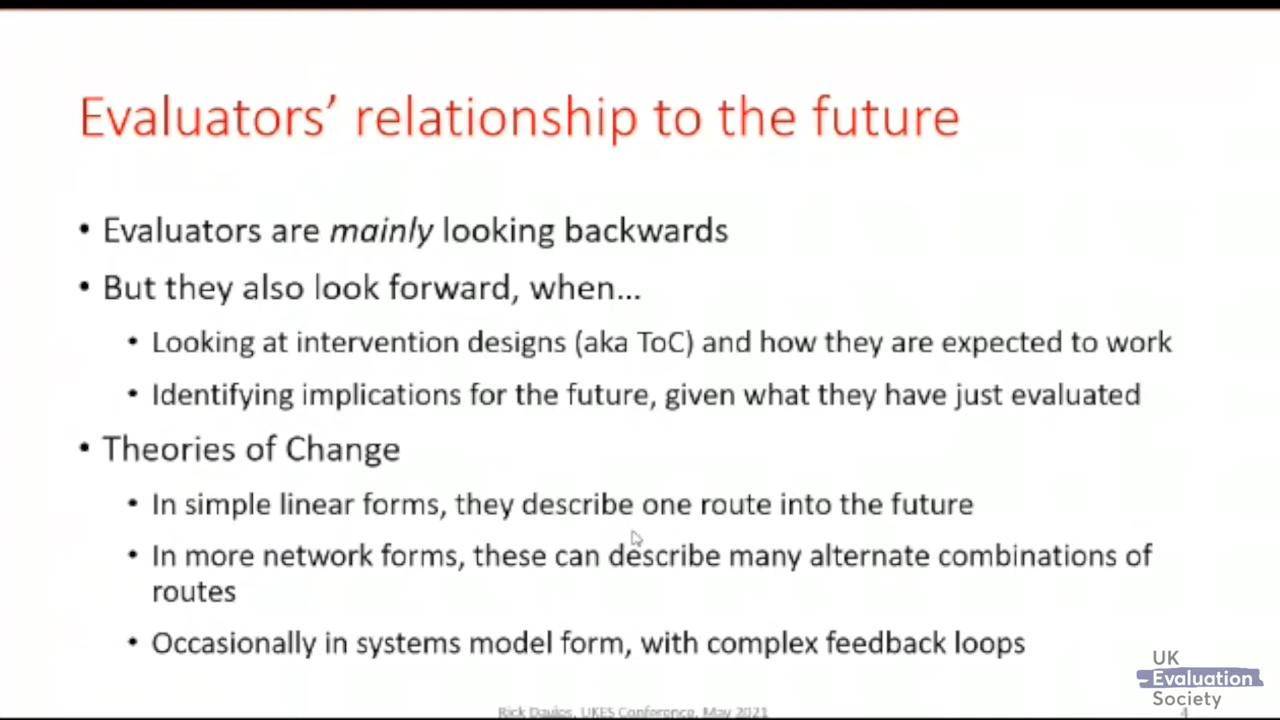 Evaluators’ relationship to the future
• Evaluators are mainly looking backwards
• But they also look forward, when...
• Looking at intervention designs (aka ToC) and how they are expected to work
• Identifying implications for the future, given what they have just evaluated
• Theories of Change
• In simple linear forms, they describe one route into the future
• In more network forms, these can describe many alternate combinations of
routes
• Occasionally in systems model form, with complex feedback loops
UK
Evaluation
Society
Rick Davies, UKES Conference, May 2021
4